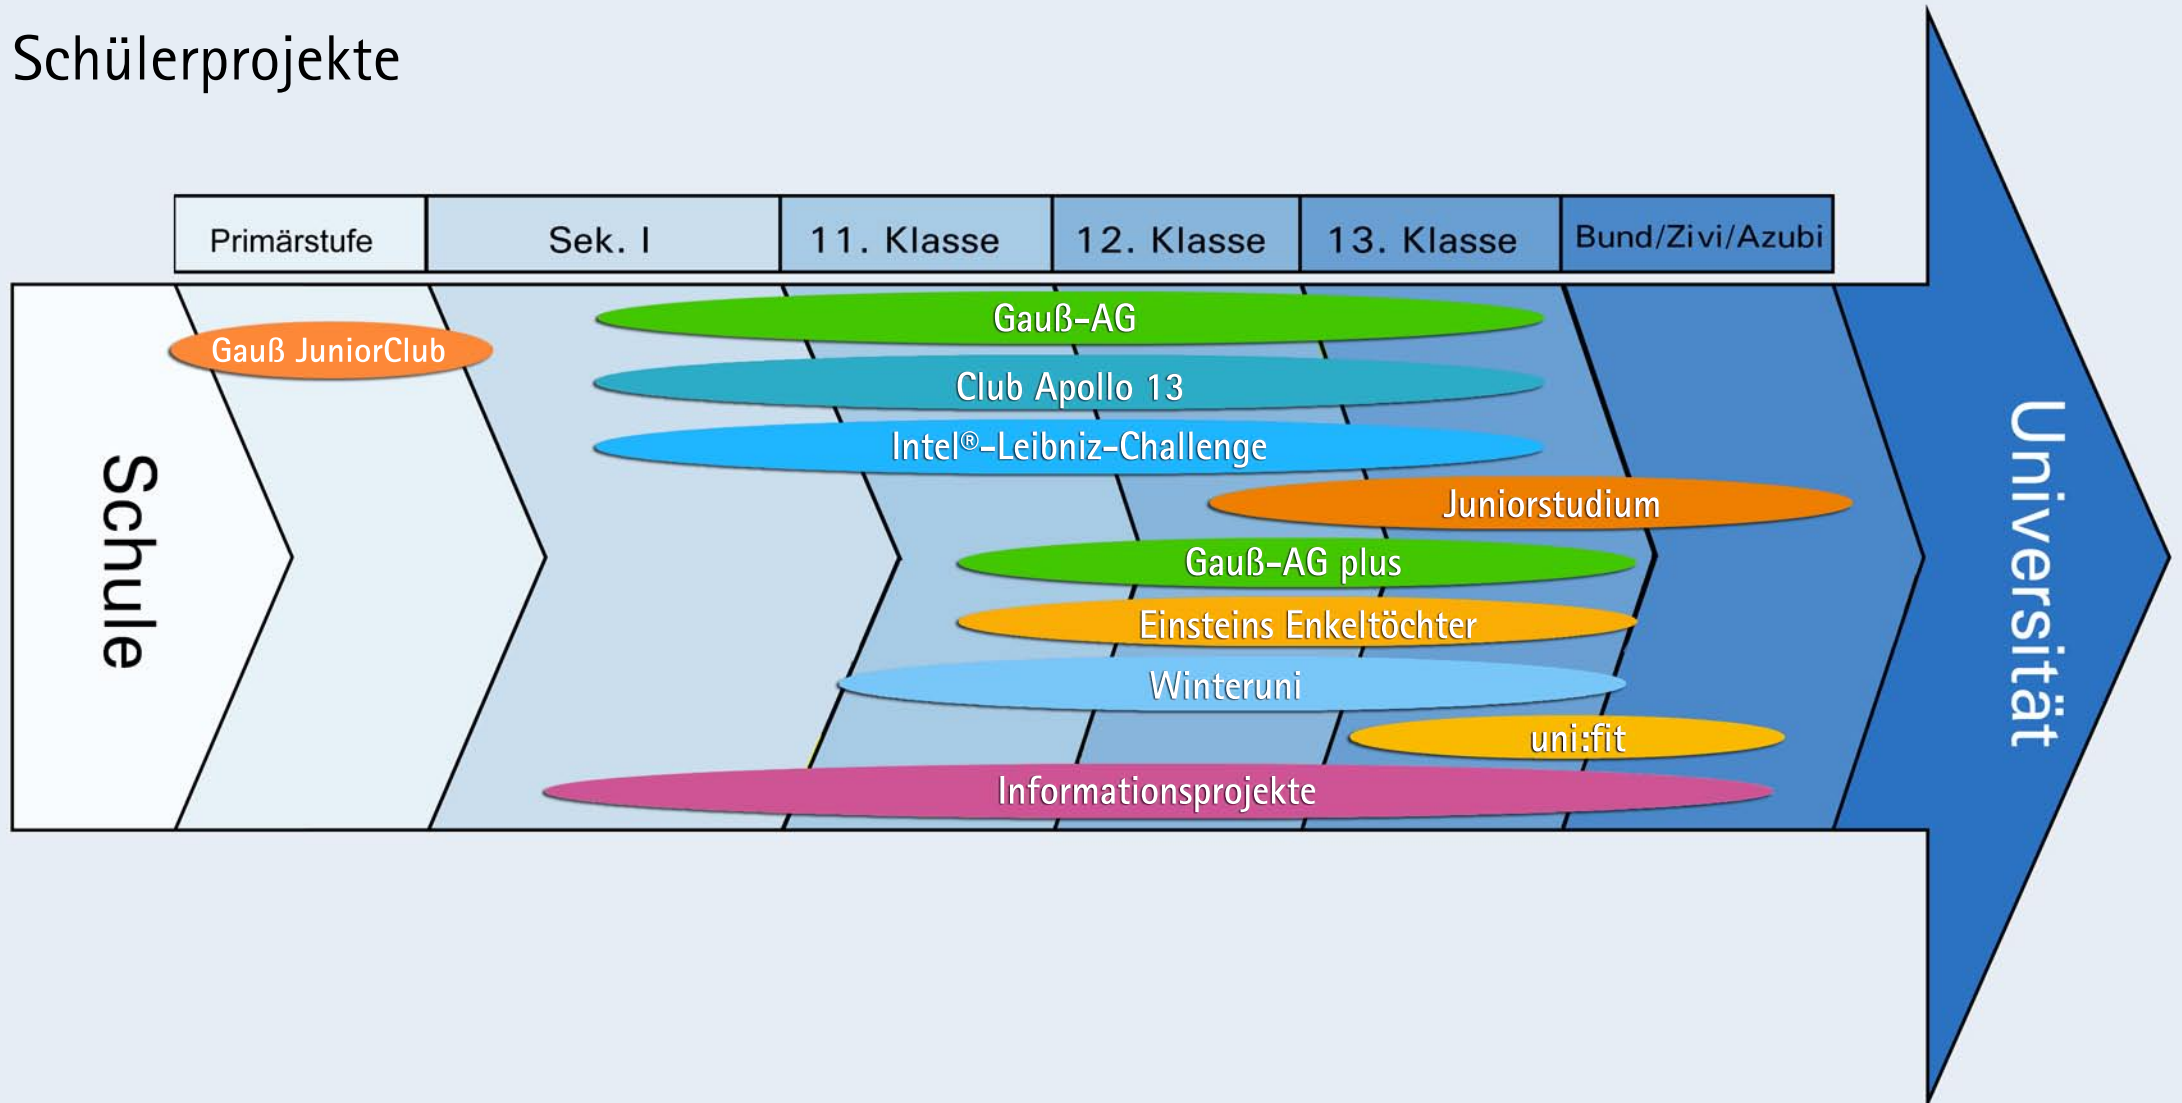 Schülerprojekte
Primärstufe
Sek. I
11. Klasse
12. Klasse
13. Klasse
Bund/Zivi/Azubi
Schule
Gauß-AG
Gauß JuniorClub
Club Apollo 13
Intel®-Leibniz-Challenge
Juniorstudium
Gauß-AG plus
Einsteins Enkeltöchter
Winteruni
uni:fit
Informationsprojekte
Universität